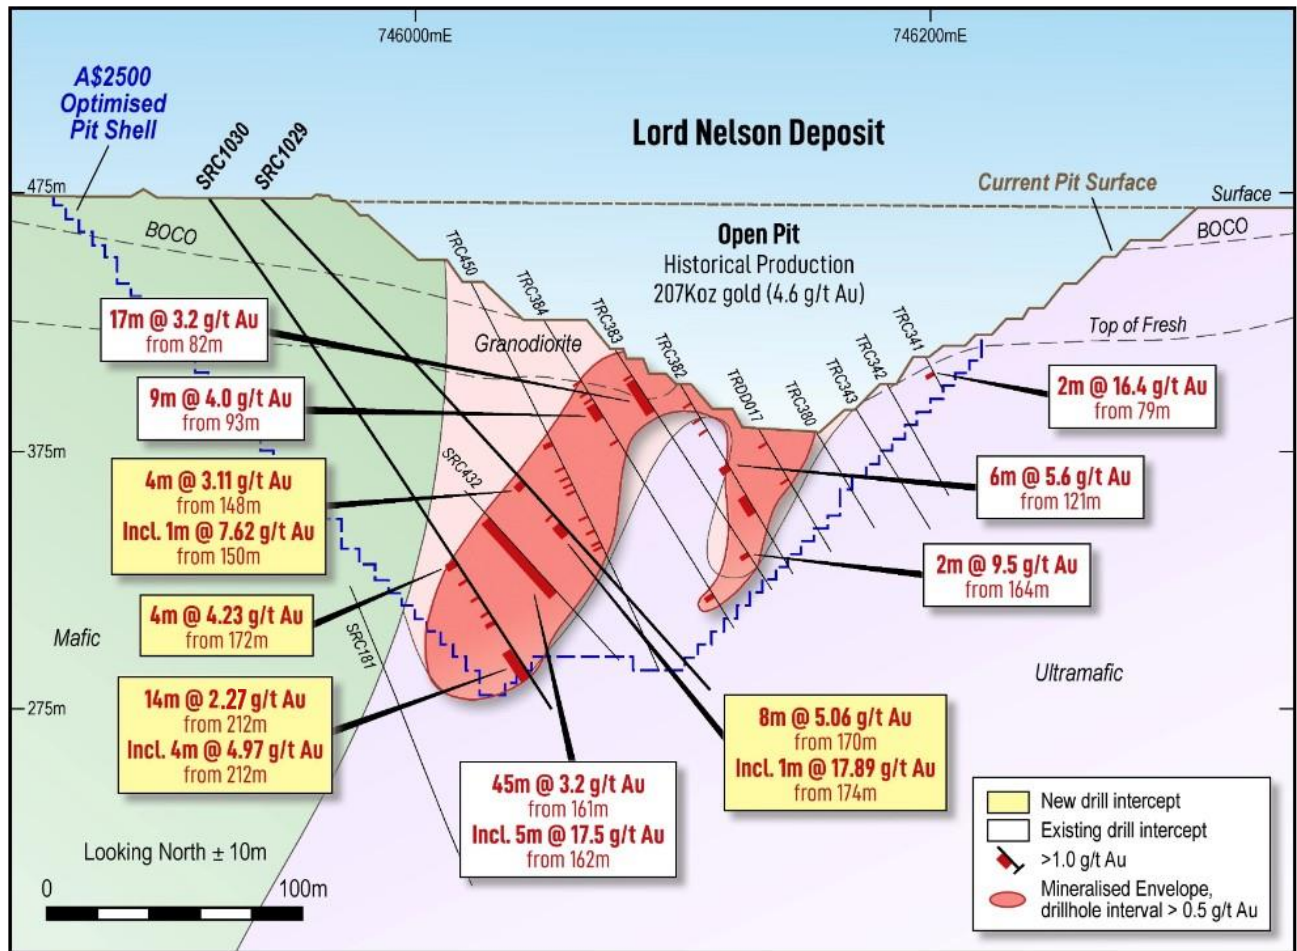 746000mE
746200mE
A$2500
Optimised
Pit Shell
SRC1030
SRC1029
Lord Nelson Deposit
475m
Current Pit Surface
Surface
BOCO
BOCO
Open Pit
Historical Production
207Koz gold (4.6 g/t Au)
TRC450
TRC384
TRC383
TRC382
TRDD017
TRC380
TRC343
TRC342
TRC341
Top of Fresh
Granodiorite
17m @ 3.2 g/t Au
from 82m
9m @ 4.0 g/t Au
from 93m
2m @ 16.4 g/t Au
from 79m
375m
SRC432
4m @ 3.11 g/t Au
from 148m
Incl. 1m @ 7.62 g/t Au
from 150m
6m @ 5.6 g/t Au
from 121m
2m @ 9.5 g/t Au
from 164m
4m @ 4.23 g/t Au
from 172m
Mafic
SRC181
Ultramafic
275m
14m @ 2.27 g/t Au
from 212m
Incl. 4m @ 4.97 g/t Au
from 212m
8m @ 5.06 g/t Au
from 170m
Incl. 1m @ 17.89 g/t Au
from 174m
45m @ 3.2 g/t Au
from 161m
Incl. 5m @ 17.5 g/t Au
from 162m
Looking North ± 10m
0 100m
New drill intercept
Existing drill intercept
>1.0 g/t Au
Mineralised Envelope,
drillhole interval > 0.5 g/t Au